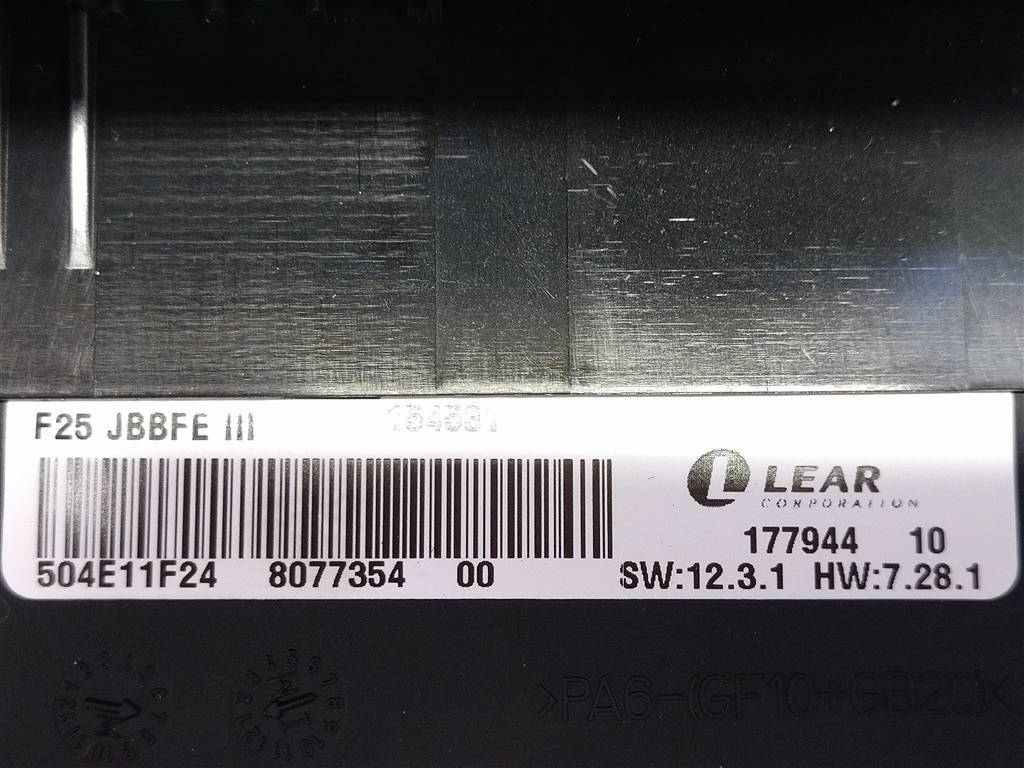 F25 JBBFE III 154531
LEAR
CORPORATION
177944 10
504E11F24 8077354 00 SW:12.3.1 HW:7.28.1
>PA6-(GF10+GB20)<